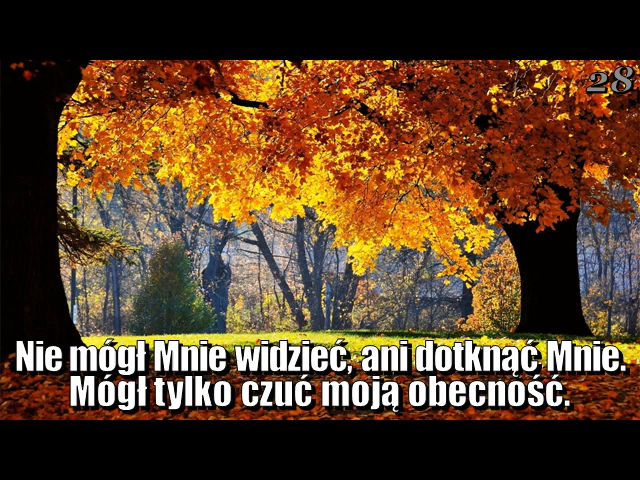 28
Nie mógł Mnie widzieć, ani dotknąć Mnie.
Mógł tylko czuć moją obecność.